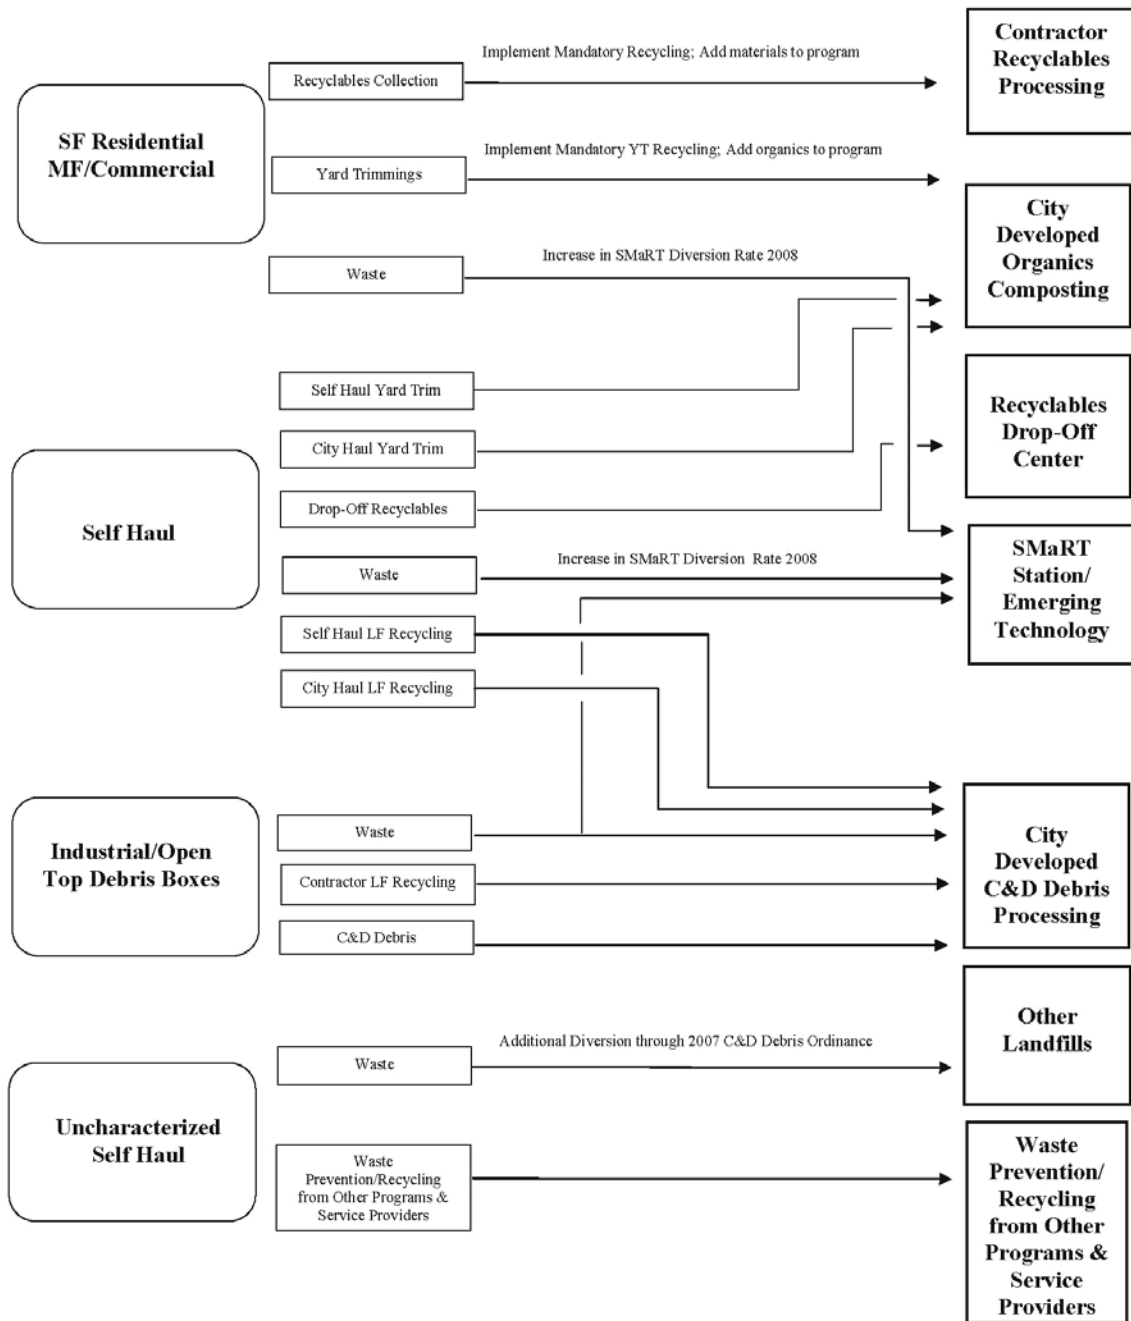 Contractor
Recyclables
Processing
Implement Mandatory Recycling; Add materials to program
Recyclables Collection
SF Residential
MF/Commercial
Implement Mandatory YT Recycling; Add organics to program
Yard Trimmings
City
Developed
Organics
Composting
Increase in SMaRT Diversion Rate 2008
Waste
Self Haul Yard Trim
Recyclables
Drop-Off
Center
City Haul Yard Trim
Drop-Off Recyclables
Self Haul
SMaRT
Station/
Emerging
Technology
Increase in SMaRT Diversion Rate 2008
Waste
Self Haul LF Recycling
City Haul LF Recycling
Industrial/Open
Top Debris Boxes
Waste
Contractor LF Recycling
C&D Debris
City
Developed
C&D Debris
Processing
Other
Landfills
Additional Diversion through 2007 C&D Debris Ordinance
Waste
Uncharacterized
Self Haul
Waste
Prevention/Recycling
from Other Programs &
Service Providers
Waste
Prevention/
Recycling
from Other
Programs &
Service
Providers